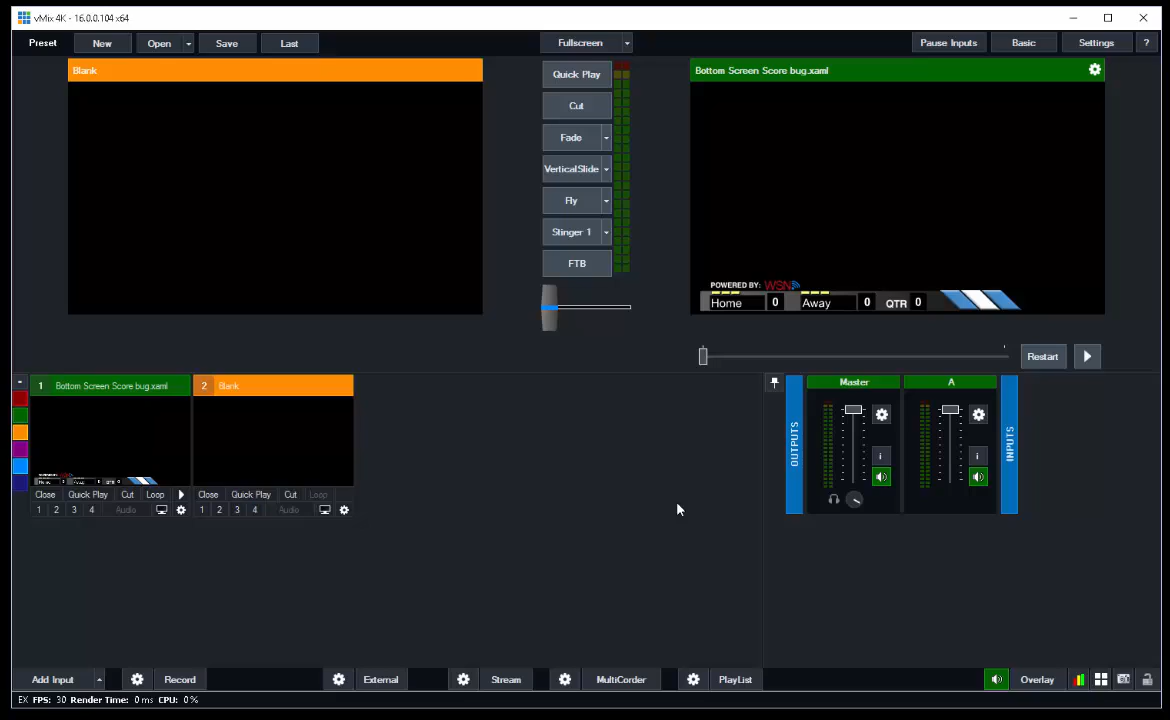 vMix 4K - 16.0.0.104 x64
Preset New Open Save Last Fullscreen Pause Inputs Basic Settings ?
Blank
Quick Play
Cut
Fade
VerticalSlide
Fly
Stinger 1
FTB
Bottom Screen Score bug.xaml
POWERED BY: WSN
Home 0 Away 0 QTR 0
Restart
1 Bottom Screen Score bug.xaml
Close Quick Play Cut Loop
1 2 3 4 Audio
2 Blank
Close Quick Play Cut Loop
1 2 3 4 Audio
OUTPUTS
Master
i
A
i
INPUTS
Add Input Record External Stream MultiCorder PlayList Overlay
EX FPS: 30 Render Time: 0 ms CPU: 0 %